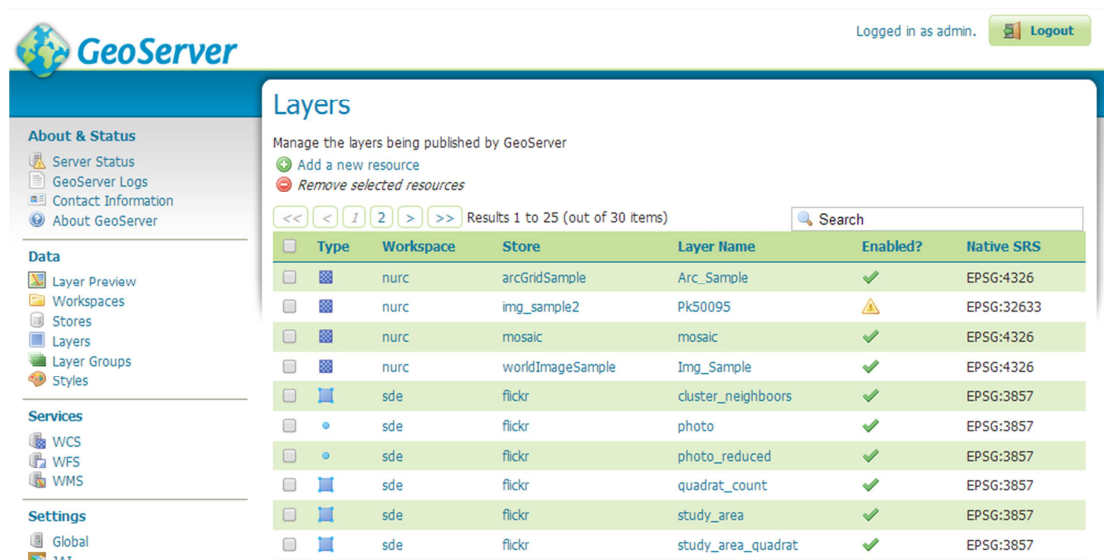 GeoServer
Logged in as admin.
Logout
About & Status
Server Status
GeoServer Logs
Contact Information
About GeoServer
Data
Layer Preview
Workspaces
Stores
Layers
Layer Groups
Styles
Services
WCS
WFS
WMS
Settings
Global
JAI
Layers
Manage the layers being published by GeoServer
Add a new resource
Remove selected resources
<< < 1 2 > >> Results 1 to 25 (out of 30 items) Search
Type Workspace Store Layer Name Enabled? Native SRS
nurc arcGridSample Arc_Sample EPSG:4326
nurc img_sample2 Pk50095 EPSG:32633
nurc mosaic mosaic EPSG:4326
nurc worldImageSample Img_Sample EPSG:4326
sde flickr cluster_neighboors EPSG:3857
sde flickr photo EPSG:3857
sde flickr photo_reduced EPSG:3857
sde flickr quadrat_count EPSG:3857
sde flickr study_area EPSG:3857
sde flickr study_area_quadrat EPSG:3857